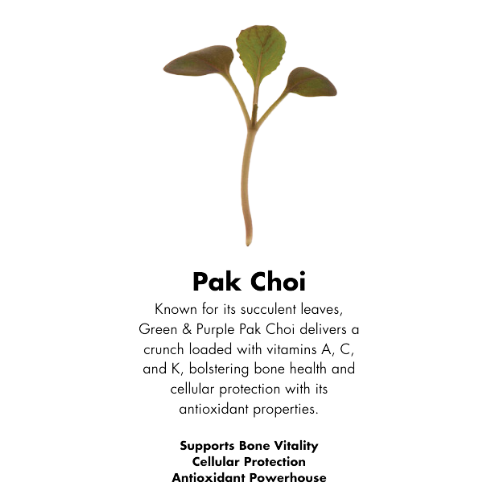 Pak Choi
Known for its succulent leaves,
Green & Purple Pak Choi delivers a
crunch loaded with vitamins A, C,
and K, bolstering bone health and
cellular protection with its
antioxidant properties.
Supports Bone Vitality
Cellular Protection
Antioxidant Powerhouse